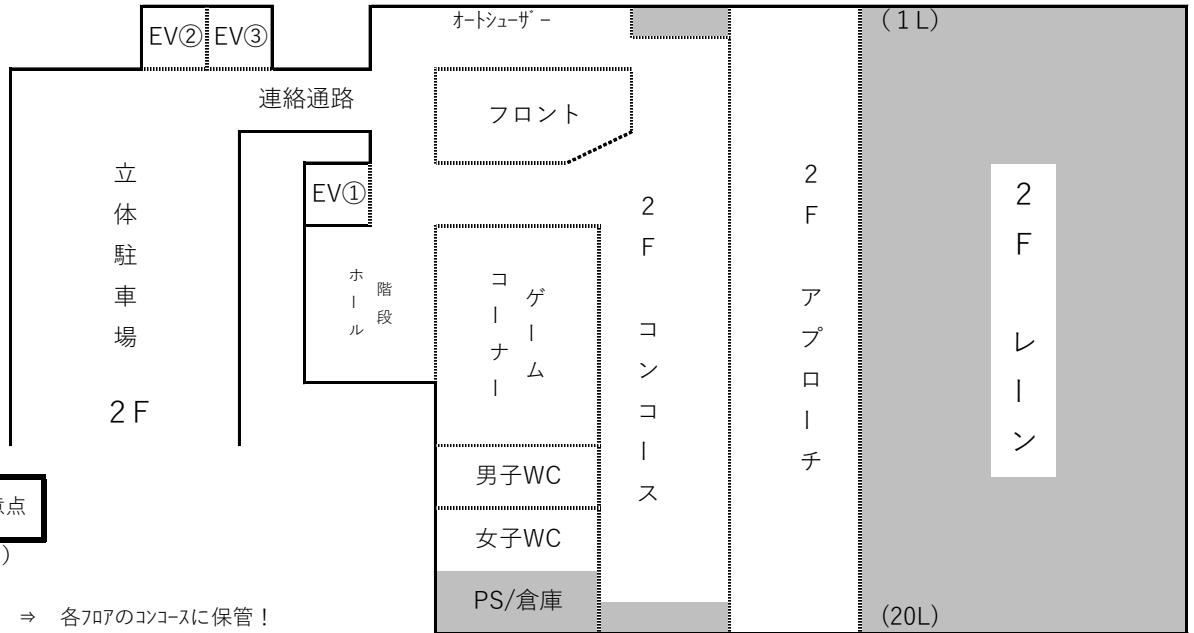 オートシューザー
(1L)
EV②
EV③
連絡通路
フロント
EV①
立体駐車場
2F
階段
ホール
ゲーム
コーナー
2F コンコース
2F アプローチ
2F レーン
男子WC
女子WC
PS/倉庫
(20L)
点
)
⇒ 各フロアのコンコースに保管！